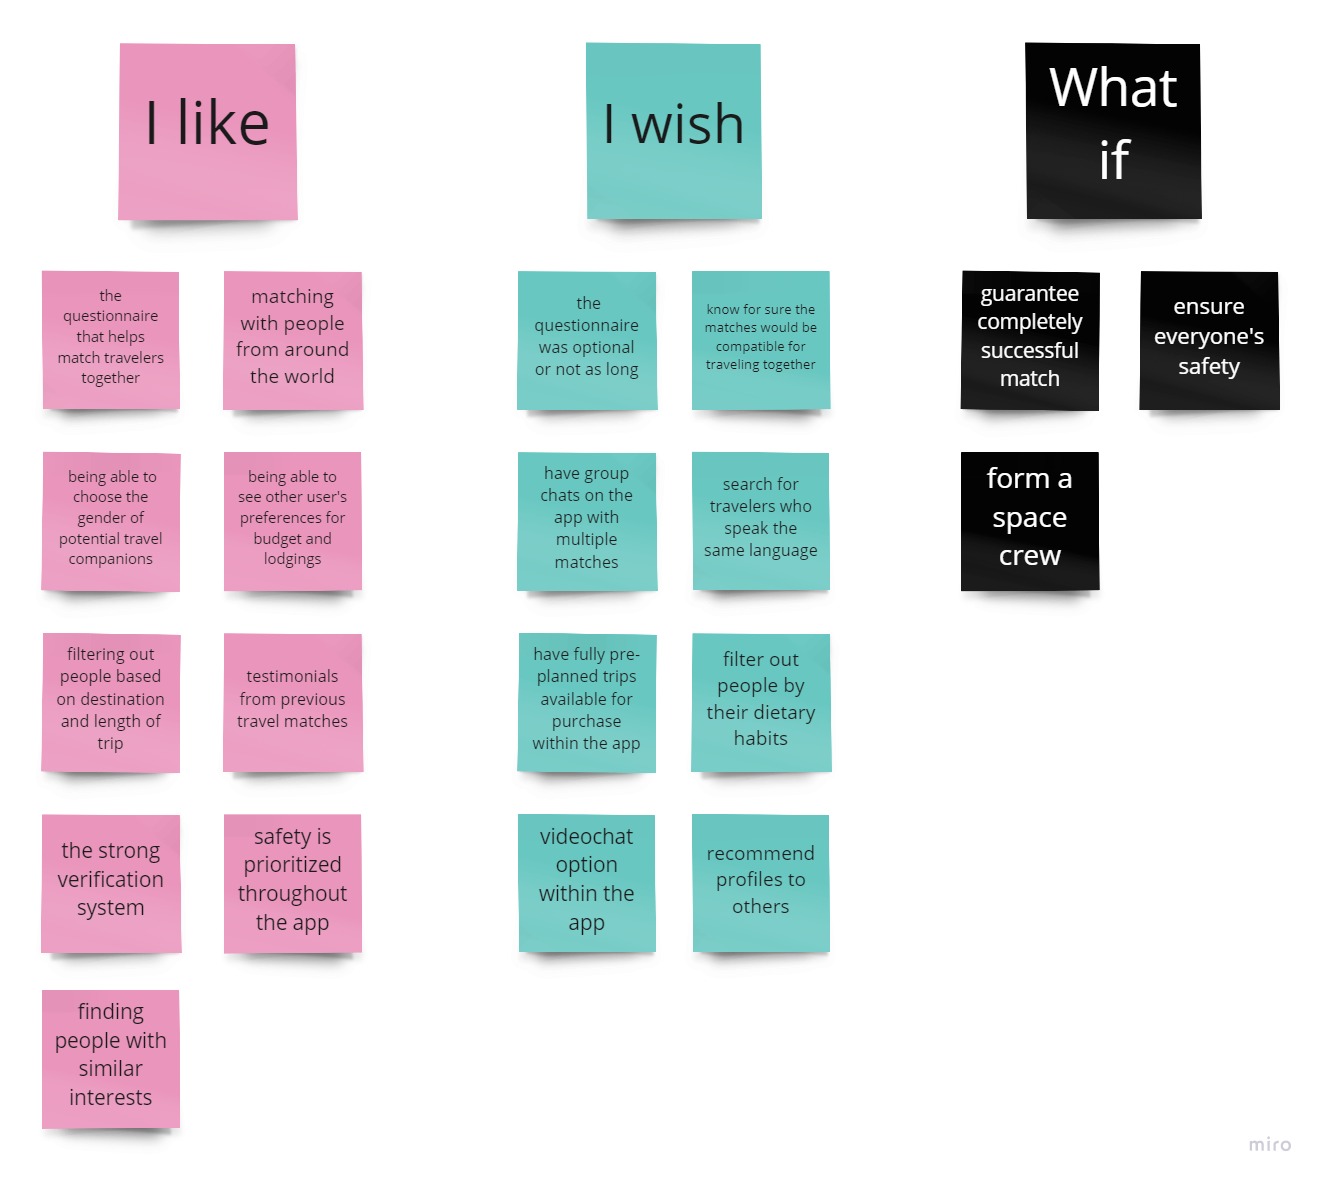 I like
the
questionnaire
that helps
match travelers
together
matching
with people
from around
the world
being able to
choose the
gender of
potential travel
companions
being able to
see other user's
preferences for
budget and
lodgings
filtering out
people based
on destination
and length of
trip
testimonials
from previous
travel matches
the strong
verification
system
safety is
prioritized
throughout
the app
finding
people with
similar
interests
I wish
the
questionnaire
was optional
or not as long
know for sure the
matches would be
compatible for
traveling together
have group
chats on the
app with
multiple
matches
search for
travelers who
speak the
same language
have fully pre-
planned trips
available for
purchase
within the app
filter out
people by
their dietary
habits
videochat
option
within the
app
recommend
profiles to
others
What
if
guarantee
completely
successful
match
ensure
everyone's
safety
form a
space
crew
miro